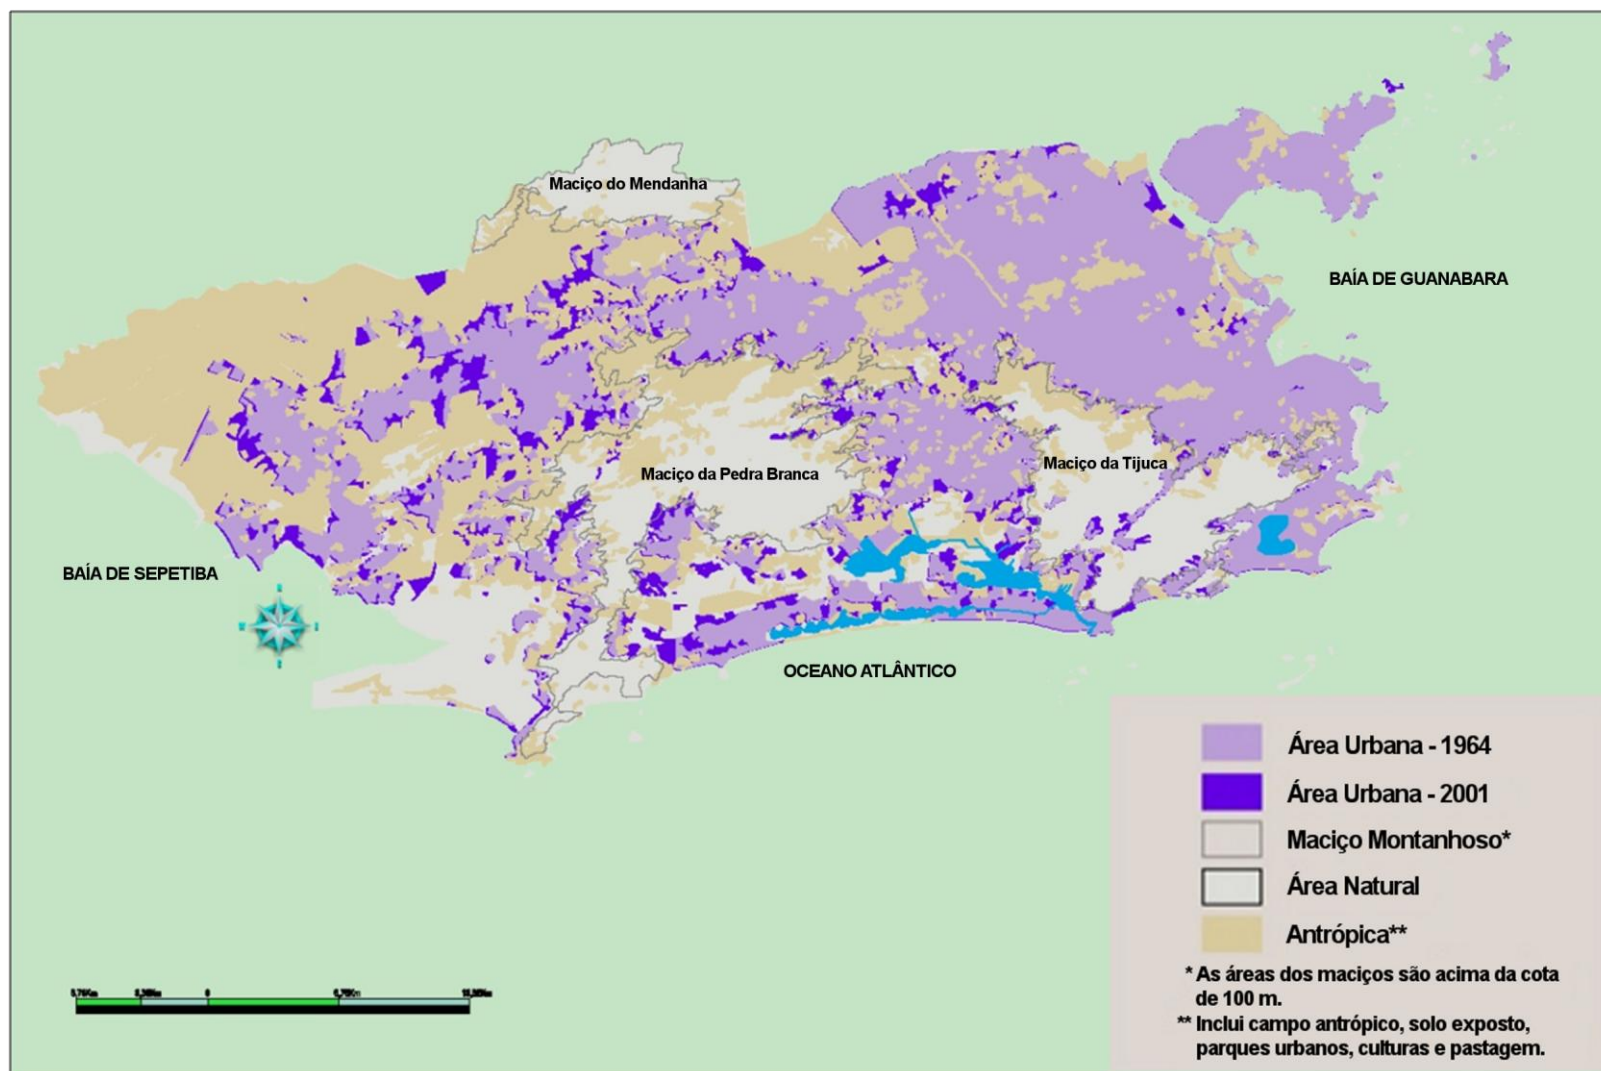 Maciço do Mendanha
BAÍA DE GUANABARA
Maciço da Tijuca
Maciço da Pedra Branca
BAÍA DE SEPETIBA
OCEANO ATLÂNTICO
Área Urbana - 1964
Área Urbana - 2001
Maciço Montanhoso*
Área Natural
Antrópica**
* As áreas dos maciços são acima da cota
de 100 m.
** Inclui campo antrópico, solo exposto,
parques urbanos, culturas e pastagem.
0